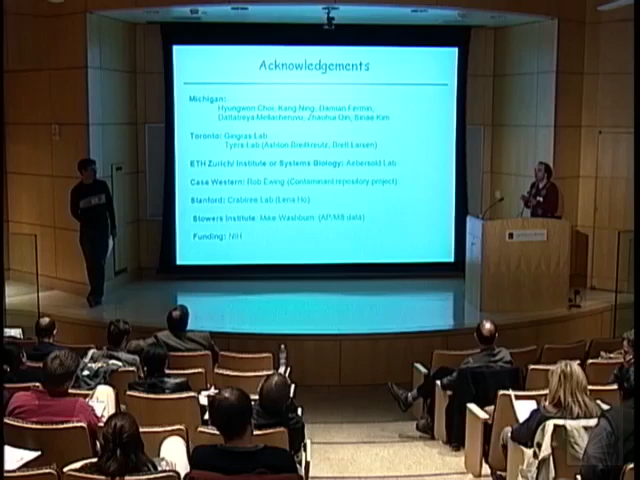 Acknowledgements
Michigan:
Hyungwon Choi, Kang Ning, Damian Fermin,
Dattatreya Mellacheruvu, Zhaohui Qin, Sinae Kim
Toronto: Gingras Lab
Tyers Lab (Ashton Breitkreutz, Brett Larsen)
ETH Zurich/ Institute or Systems Biology: Aebersold Lab
Case Western: Rob Ewing (Contaminant repository project)
Stanford: Crabtree Lab (Lena Ho)
Stowers Institute: Mike Washburn (AP/MS data)
Funding: NIH